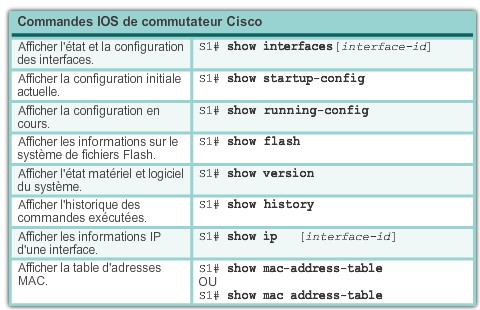 Commandes IOS de commutateur Cisco
Afficher l'état et la configuration
des interfaces.
S1# show interfaces [interface-id]
Afficher la configuration initiale
actuelle.
S1# show startup-config
Afficher la configuration en
cours.
S1# show running-config
Afficher les informations sur le
système de fichiers Flash.
S1# show flash
Afficher l'état matériel et logiciel
du système.
S1# show version
Afficher l'historique des
commandes exécutées.
S1# show history
Afficher les informations IP
d'une interface.
S1# show ip [interface-id]
Afficher la table d'adresses
MAC.
S1# show mac-address-table
OU
S1# show mac address table